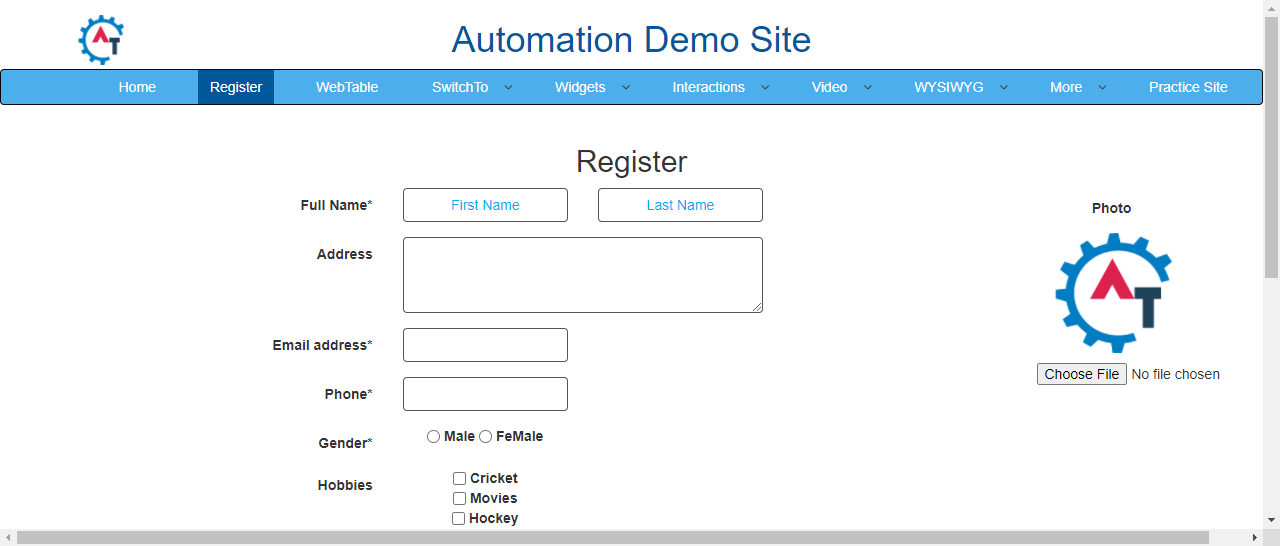 AT
Automation Demo Site
Home Register WebTable SwitchTo Widgets Interactions Video WYSIWYG More Practice Site
Register
Full Name* First Name Last Name
Photo
Address
AT
Email address*
Choose File No file chosen
Phone*
Gender* Male FeMale
Hobbies Cricket
Movies
Hockey